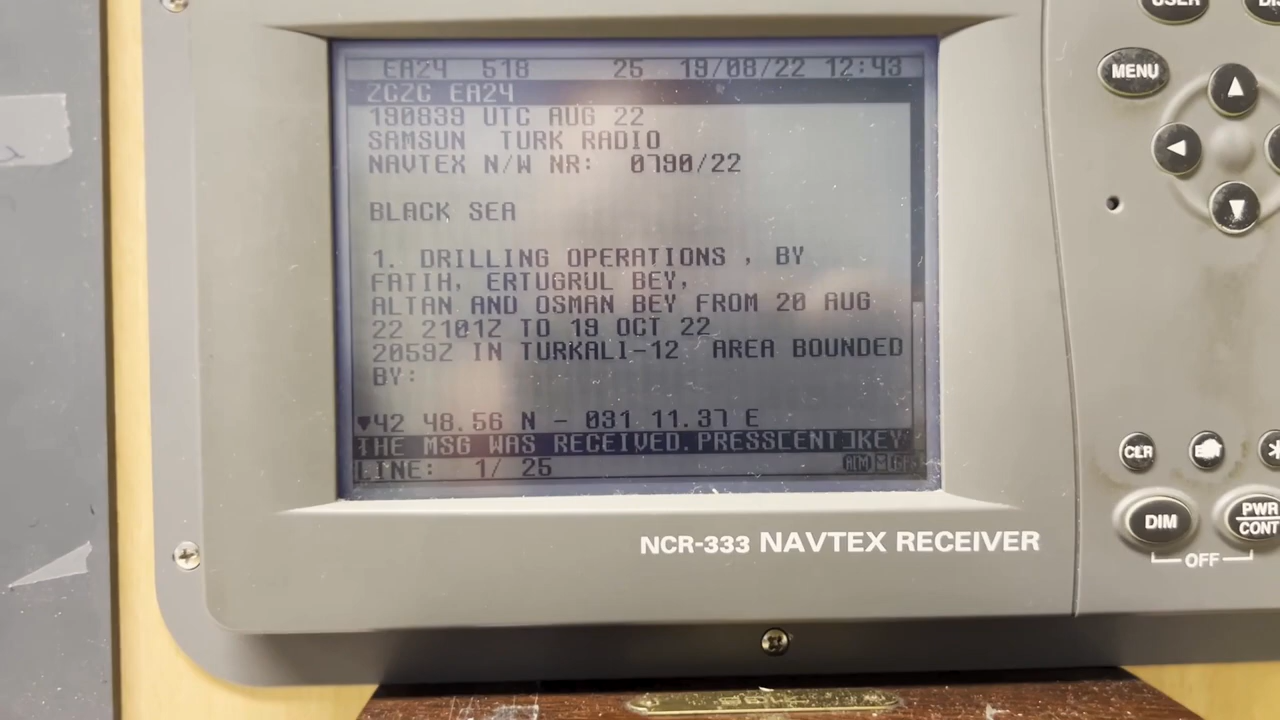 EA24 518 25 19/08/22 12:43
ZCZC EA24
190839 UTC AUG 22
SAMSUN TURK RADIO
NAVTEX N/W NR: 0790/22
BLACK SEA
1. DRILLING OPERATIONS , BY
FATIH, ERTUGRUL BEY,
ALTAN AND OSMAN BEY FROM 20 AUG
22 2101Z TO 19 OCT 22
2059Z IN TURKALI-12 AREA BOUNDED
BY:
▼42 48.56 N - 031 11.37 E
THE MSG WAS RECEIVED.PRESS[ENT]KEY
LINE: 1/ 25
NCR-333 NAVTEX RECEIVER
USER
MENU
CLR
DIM
PWR
CONT
OFF